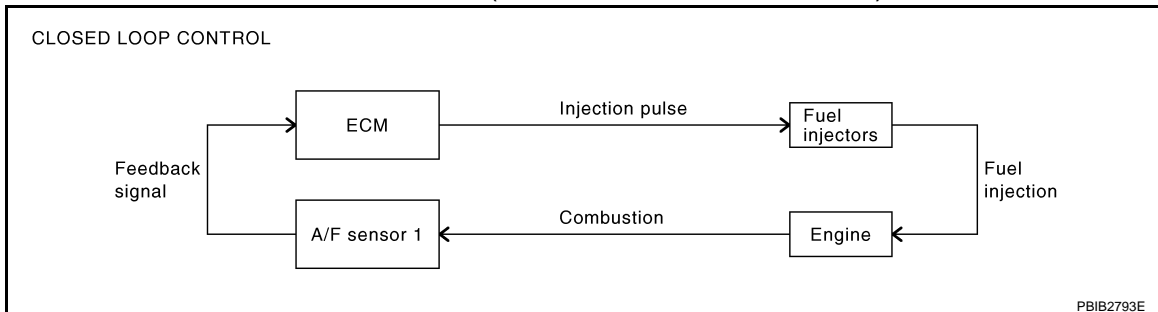 CLOSED LOOP CONTROL
ECM
Injection pulse
Fuel
injectors
Feedback
signal
Fuel
injection
A/F sensor 1
Combustion
Engine
PBIB2793E